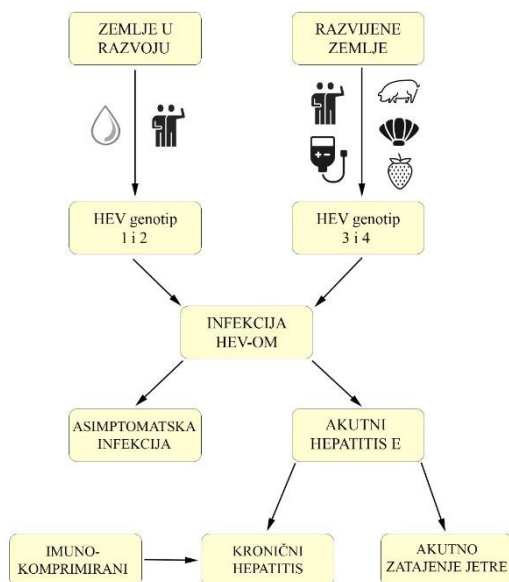 ZEMLJE U
RAZVOJU
RAZVIJENE
ZEMLJE
HEV genotip
1 i 2
HEV genotip
3 i 4
INFEKCIJA
HEV-OM
ASIMPTOMATSKA
INFEKCIJA
AKUTNI
HEPATITIS E
IMUNO-
KOMPRIMIRANI
KRONIČNI
HEPATITIS
AKUTNO
ZATAJENJE JETRE